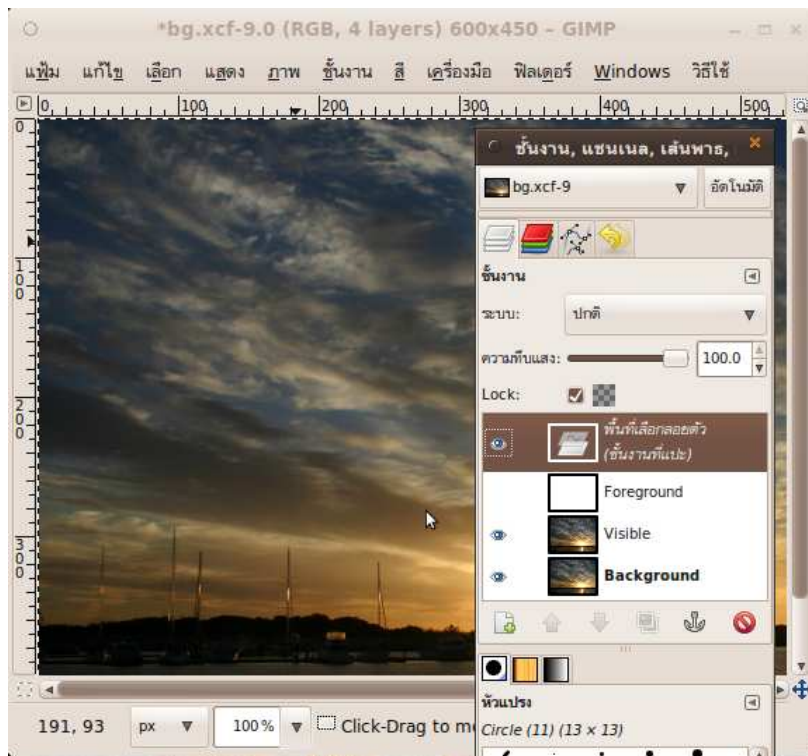 *bg.xcf-9.0 (RGB, 4 layers) 600x450 – GIMP
แฟ้ม แก้ไข เลือก แสดง ภาพ ชั้นงาน สี เครื่องมือ ฟิลเตอร์ Windows วิธีใช้
0 100 200 300 400 500
0
100
200
300
ชั้นงาน, แชนเนล, เส้นพาธ,
bg.xcf-9 อัตโนมัติ
ชั้นงาน
ระบบ: ปกติ
ความทึบแสง: 100.0
Lock:
พื้นที่เลือกลอยตัว
(ชั้นงานที่แปะ)
Foreground
Visible
Background
หัวแปรง
Circle (11) (13 × 13)
191, 93 px 100% Click-Drag to m